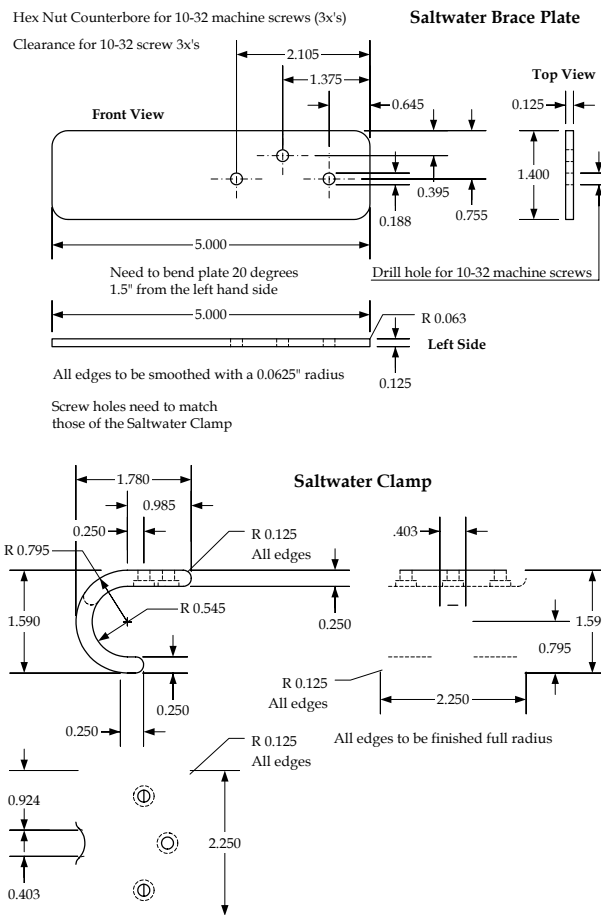 Hex Nut Counterbore for 10-32 machine screws (3x's)
Saltwater Brace Plate
Clearance for 10-32 screw 3x's
2.105
1.375
Top View
0.645
0.125
Front View
1.400
0.395
0.755
0.188
5.000
Need to bend plate 20 degrees
1.5" from the left hand side
Drill hole for 10-32 machine screws
5.000
R 0.063
Left Side
All edges to be smoothed with a 0.0625" radius
0.125
Screw holes need to match
those of the Saltwater Clamp
1.780
Saltwater Clamp
0.985
0.250
R 0.125
All edges
.403
R 0.795
R 0.545
1.590
0.250
1.59
0.795
R 0.125
All edges
0.250
2.250
0.250
R 0.125
All edges
All edges to be finished full radius
0.924
2.250
0.403